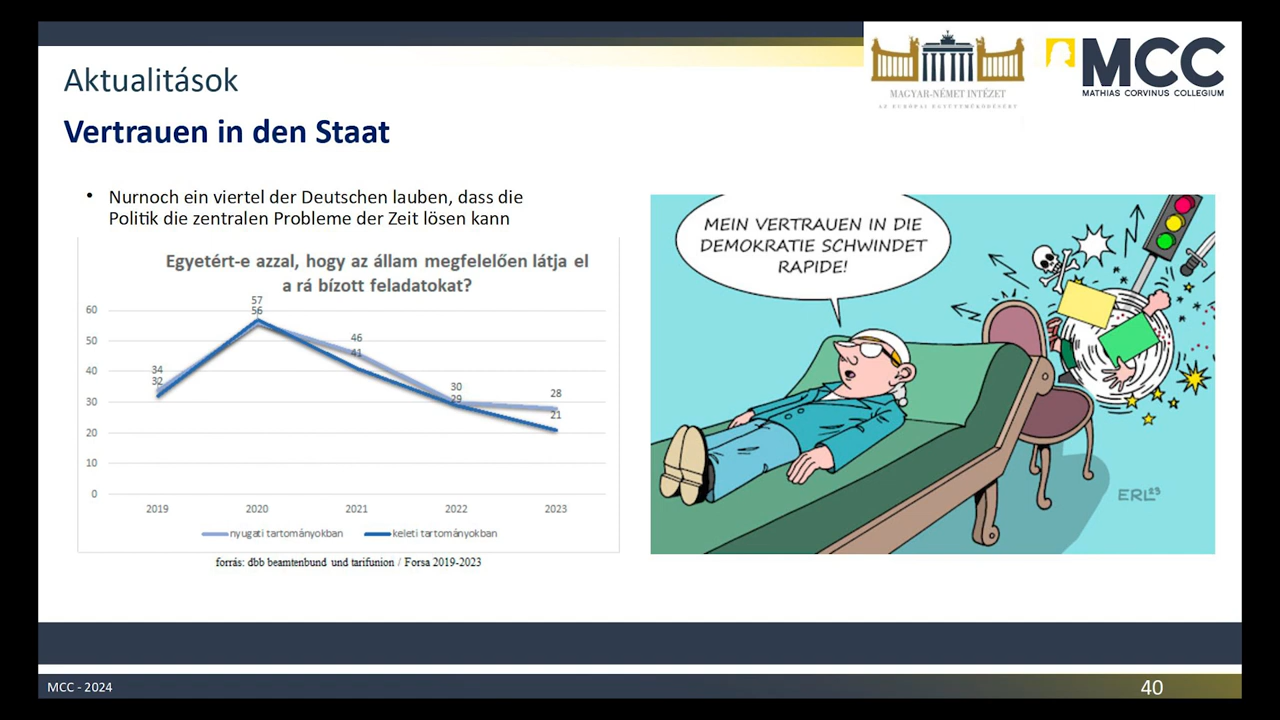 MAGYAR-NÉMET INTÉZET
AZ EURÓPAI EGYÜTTMŰKÖDÉSÉRT
MCC
MATHIAS CORVINUS COLLEGIUM
Aktualitások
Vertrauen in den Staat
• Nurnoch ein viertel der Deutschen lauben, dass die
Politik die zentralen Probleme der Zeit lösen kann
Egyetért-e azzal, hogy az állam megfelelően látja el
a rá bízott feladatokat?
60
50
40
30
20
10
0
34
32
57
56
46
41
30
29
28
21
2019 2020 2021 2022 2023
nyugati tartományokban keleti tartományokban
forrás: dbb beamtenbund und tarifunion / Forsa 2019-2023
MEIN VERTRAUEN IN DIE
DEMOKRATIE SCHWINDET
RAPIDE!
ERL23
MCC - 2024
40